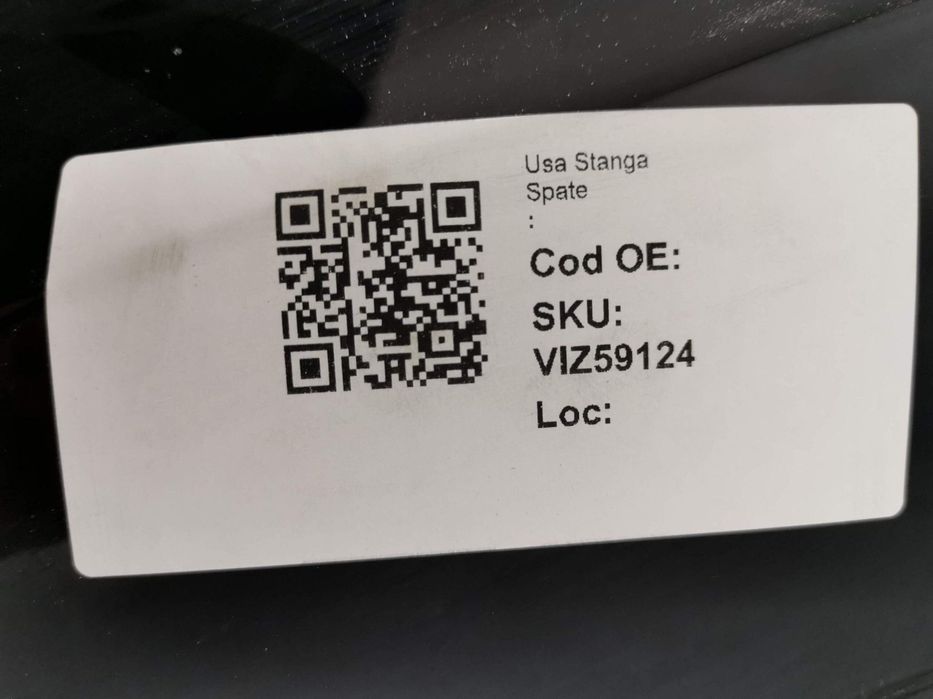 Usa Stanga
Spate
:
Cod OE:
SKU:
VIZ59124
Loc: